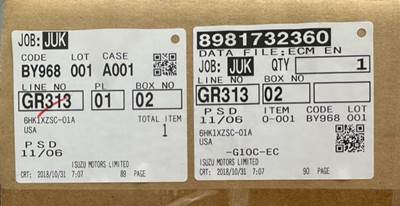 JOB: JUK
CODE LOT CASE
BY968 001 A001
LINE NO PL BOX NO
GR313 01 02
6HK1XZSC-01A
USA
TOTAL ITEM
1
PSD
11/06
ISUZU MOTORS LIMITED
CRT: 2018/10/31 7:07 89 PAGE
8981732360
DATA FILE;ECM EN
JOB: JUK QTY 1
LINE NO BOX NO
GR313 02
PSD ITEM CODE LOT
11/06 0-001 BY968 001
6HK1XZSC-01A
USA
-G10C-EC
ISUZU MOTORS LIMITED
CRT: 2018/10/31 7:07 90 PAGE